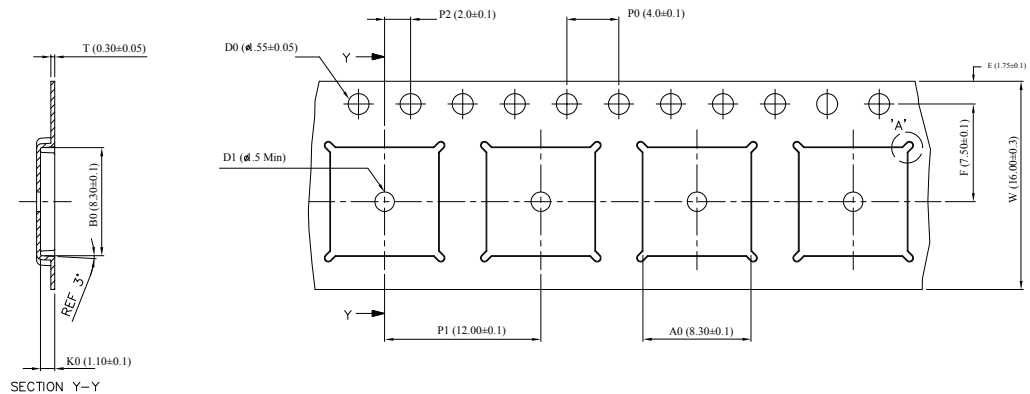 P2 (2.0±0.1)
P0 (4.0±0.1)
T (0.30±0.05)
D0 (ø1.55±0.05)
Y
E (1.75±0.1)
'A'
D1 (ø1.5 Min)
B0 (8.30±0.1)
F (7.50±0.1)
W (16.00±0.3)
REF 3°
Y
P1 (12.00±0.1)
A0 (8.30±0.1)
K0 (1.10±0.1)
SECTION Y-Y